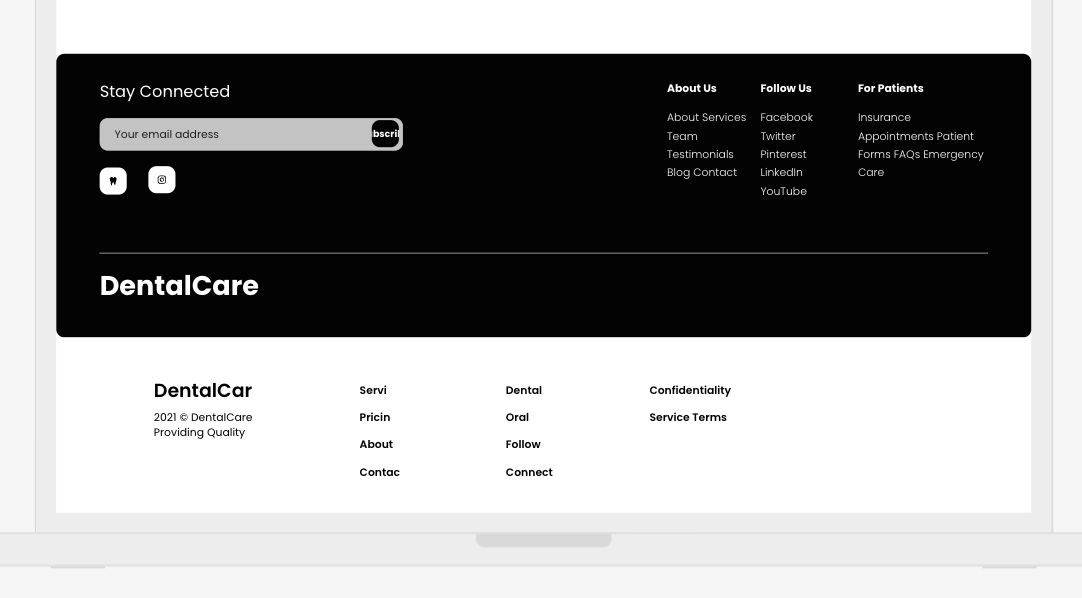 Stay Connected
Your email address
bscri
About Us
About Services
Team
Testimonials
Blog Contact
Follow Us
Facebook
Twitter
Pinterest
LinkedIn
YouTube
For Patients
Insurance
Appointments Patient
Forms FAQs Emergency
Care
DentalCare
DentalCar
2021 © DentalCare
Providing Quality
Servi
Pricin
About
Contac
Dental
Oral
Follow
Connect
Confidentiality
Service Terms